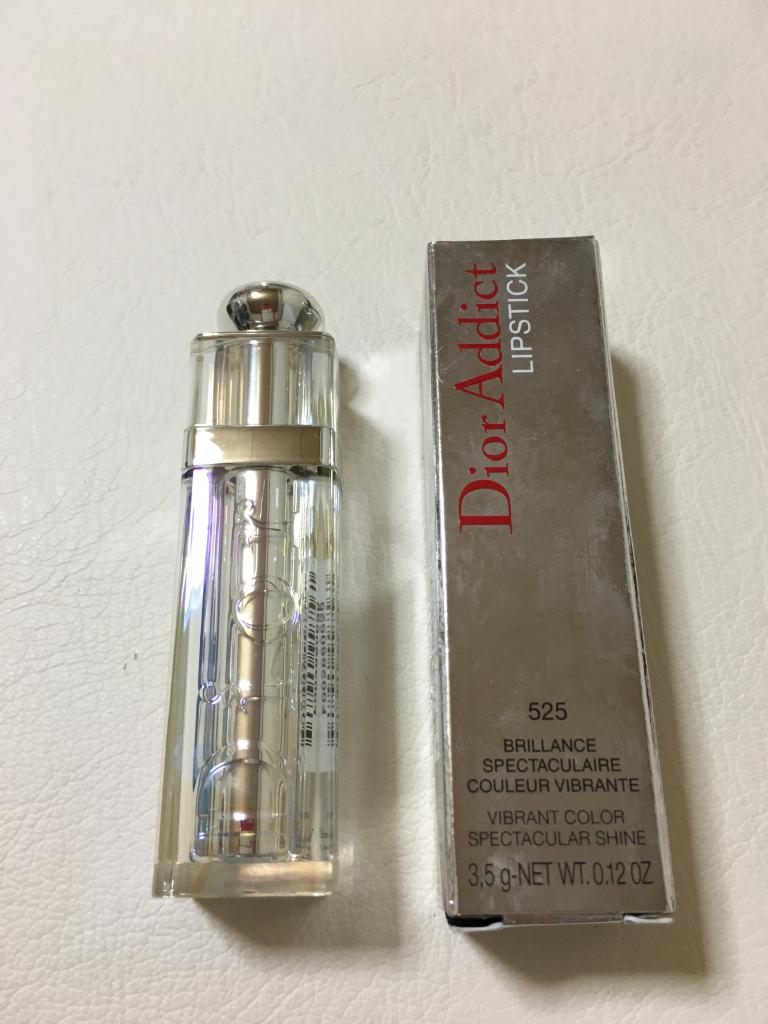 Dior Addict
LIPSTICK
525
BRILLANCE
SPECTACULAIRE
COULEUR VIBRANTE
VIBRANT COLOR
SPECTACULAR SHINE
3,5 g-NET WT. 0.12 OZ
Dior